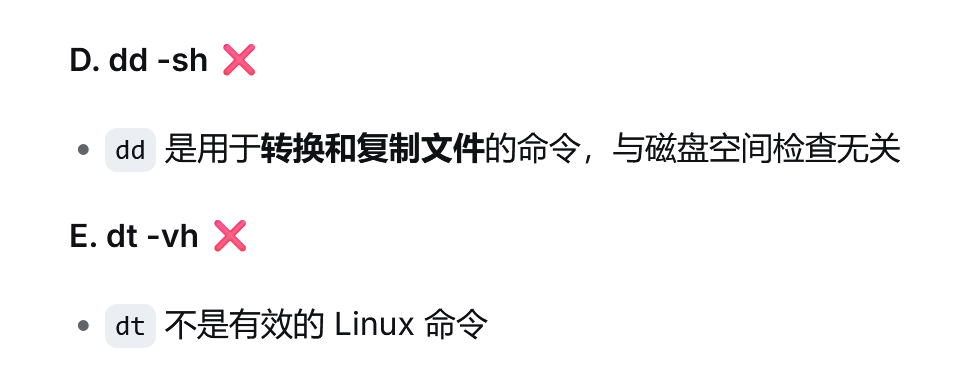 D. dd -sh ❌
• dd 是用于转换和复制文件的命令，与磁盘空间检查无关
E. dt -vh ❌
• dt 不是有效的 Linux 命令